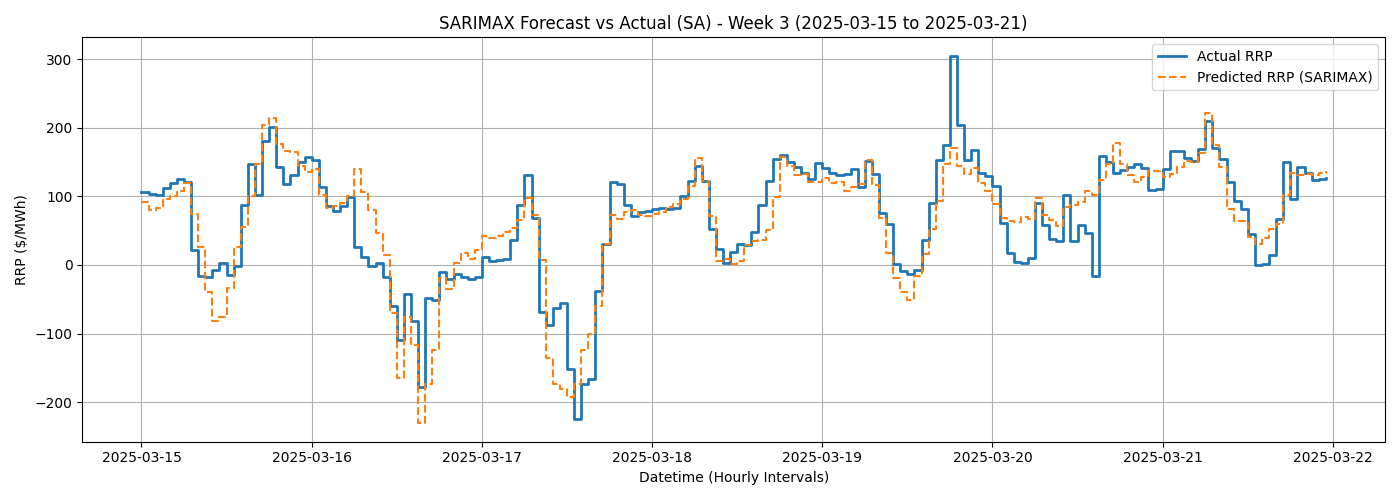 SARIMAX Forecast vs Actual (SA) - Week 3 (2025-03-15 to 2025-03-21)
Actual RRP
Predicted RRP (SARIMAX)
RRP ($/MWh)
300
200
100
0
−100
−200
2025-03-15 2025-03-16 2025-03-17 2025-03-18 2025-03-19 2025-03-20 2025-03-21 2025-03-22
Datetime (Hourly Intervals)